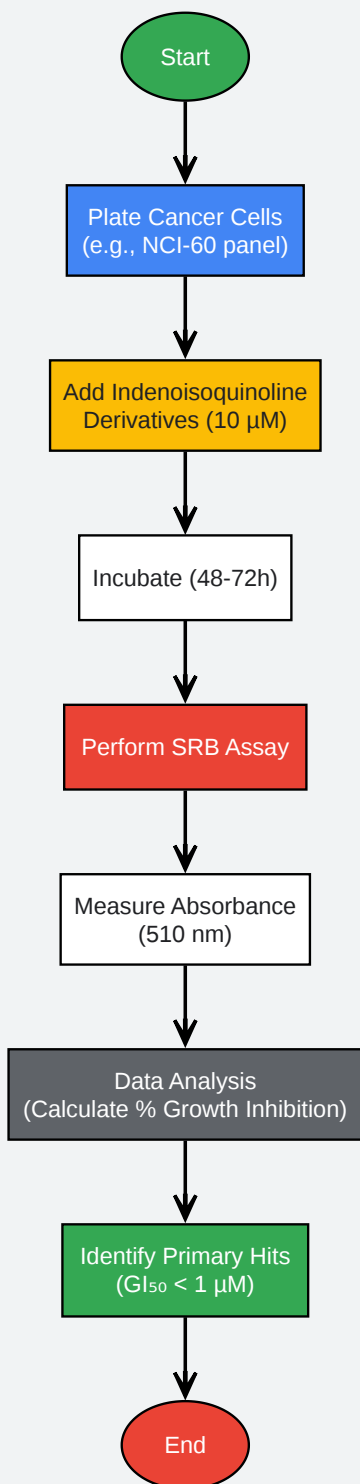 Start
Plate Cancer Cells
(e.g., NCI-60 panel)
Add Indenoisoquinoline
Derivatives (10 µM)
Incubate (48-72h)
Perform SRB Assay
Measure Absorbance
(510 nm)
Data Analysis
(Calculate % Growth Inhibition)
Identify Primary Hits
(GI₅₀ < 1 µM)
End